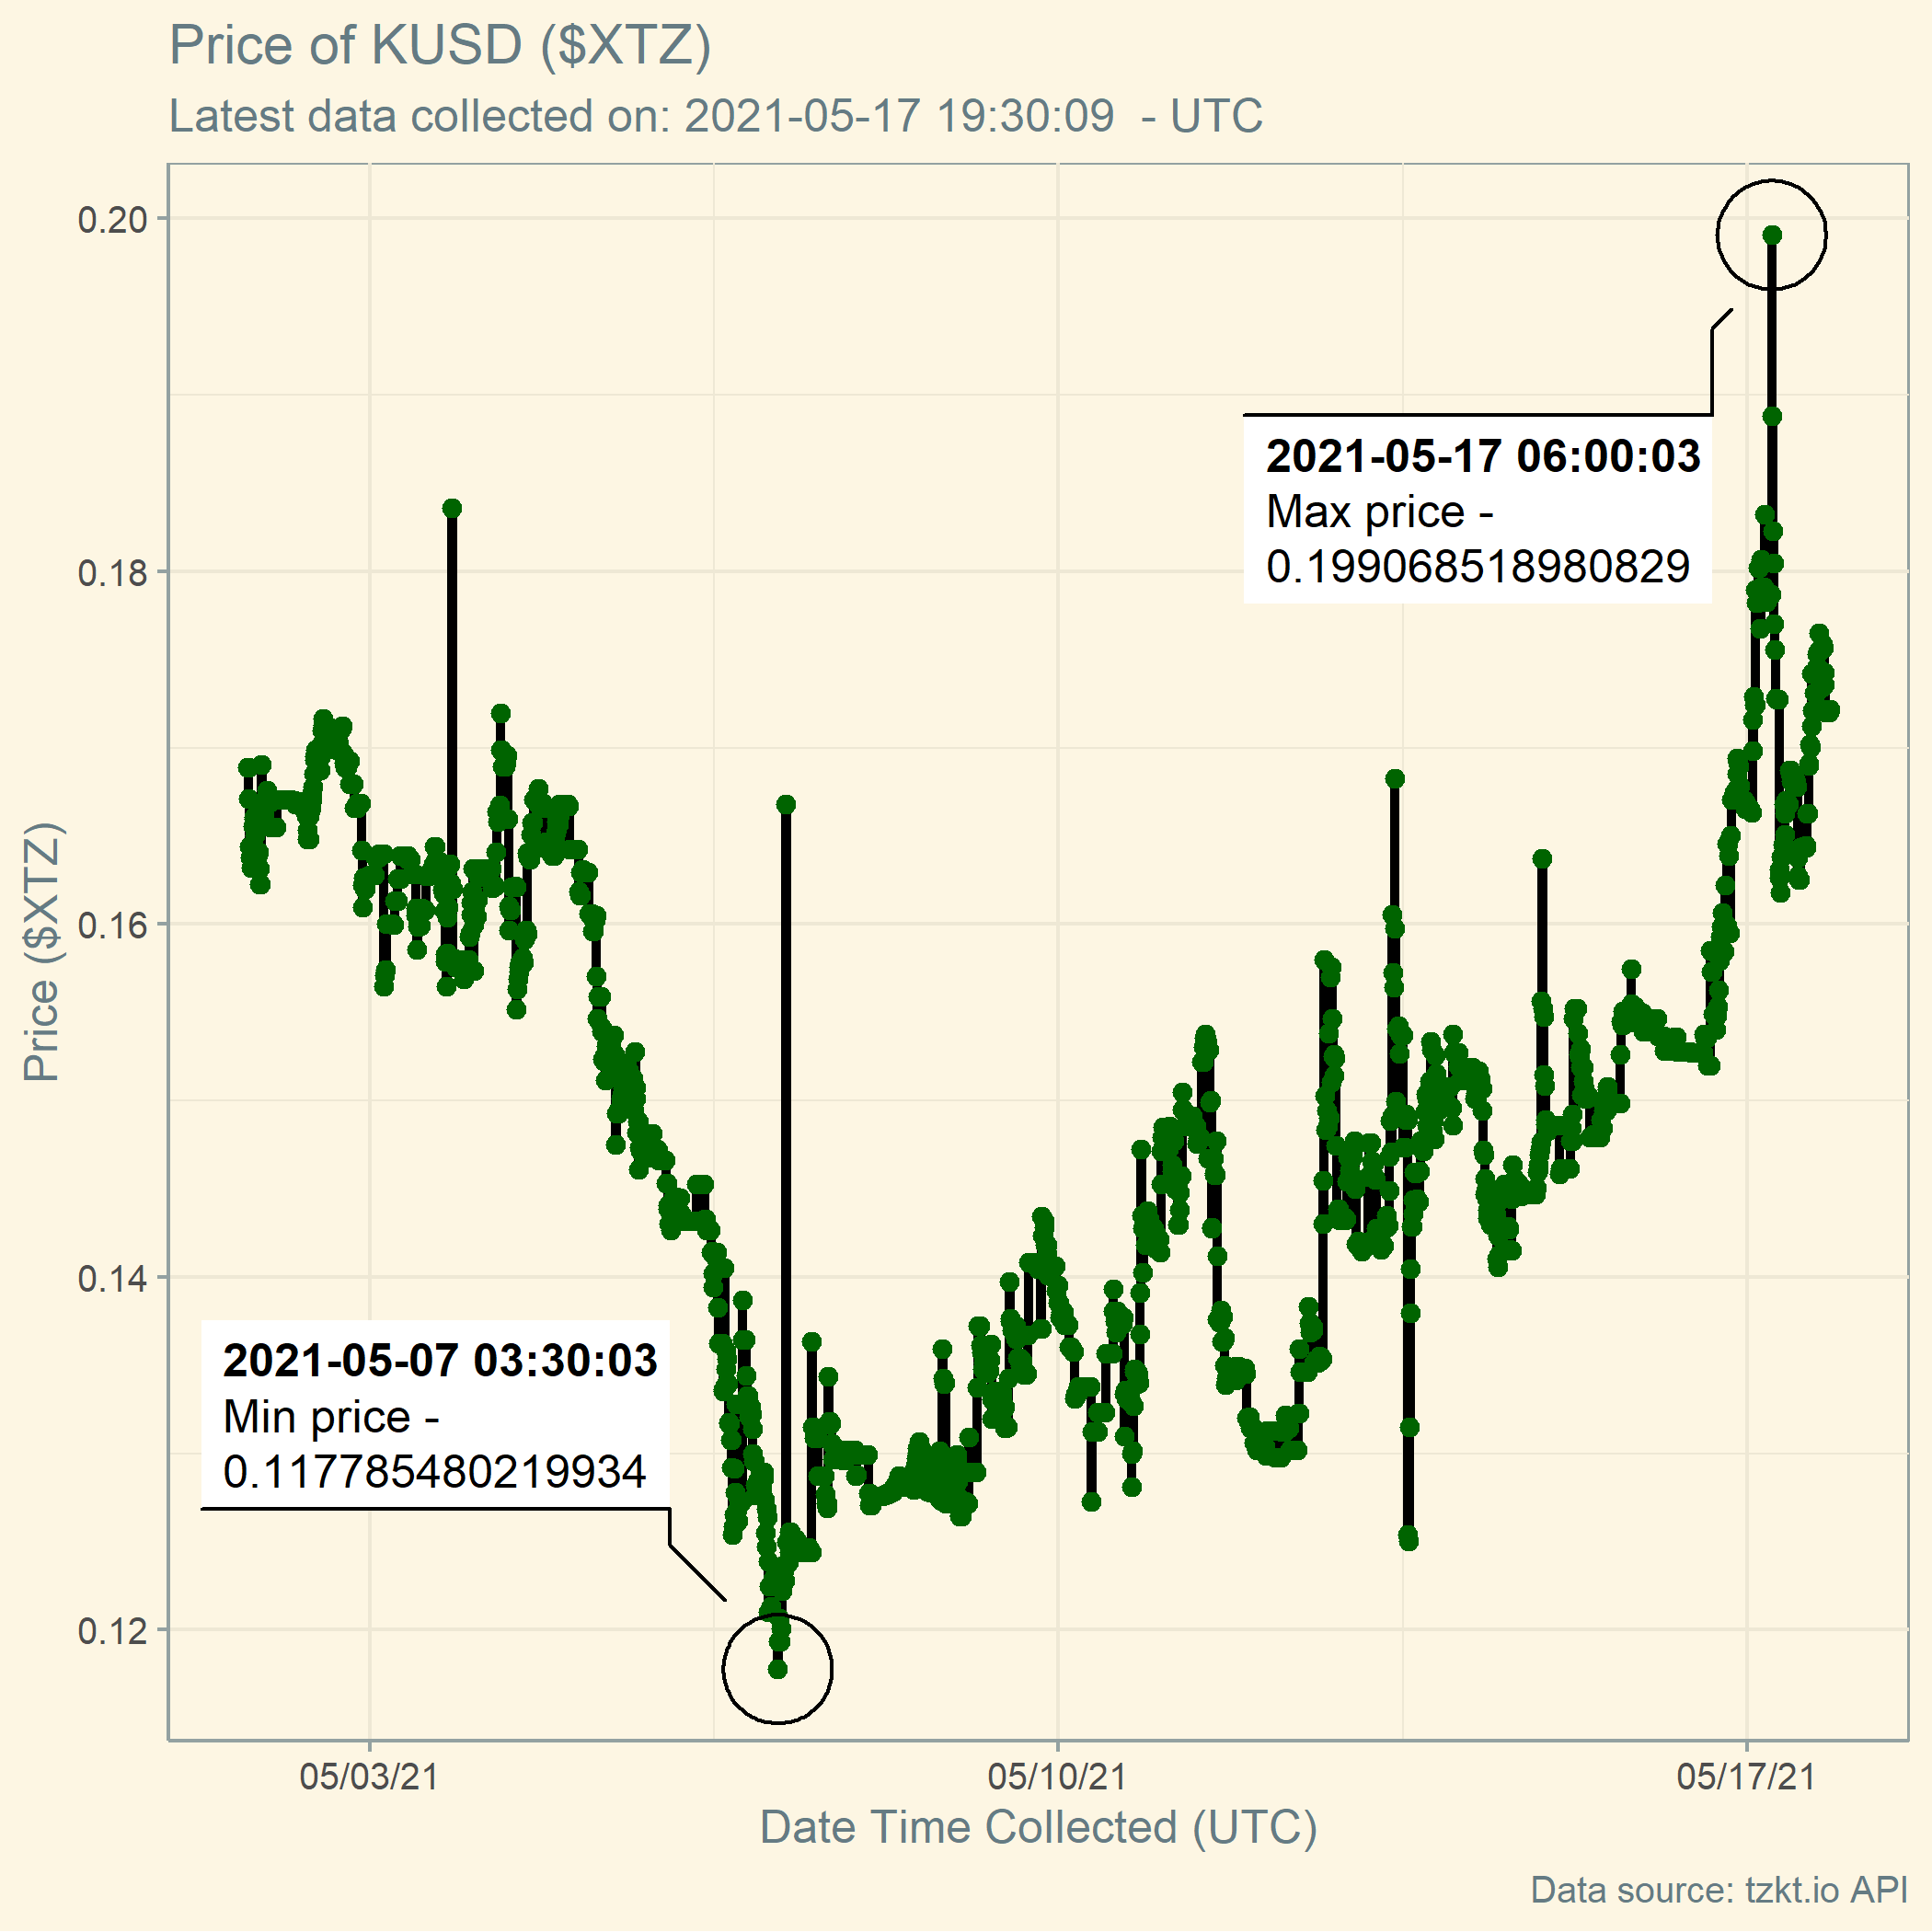 Price of KUSD ($XTZ)
Latest data collected on: 2021-05-17 19:30:09  - UTC
0.20
0.18
0.16
0.14
0.12
Price ($XTZ)
2021-05-17 06:00:03
Max price -
0.199068518980829
2021-05-07 03:30:03
Min price -
0.117785480219934
05/03/21
05/10/21
05/17/21
Date Time Collected (UTC)
Data source: tzkt.io API